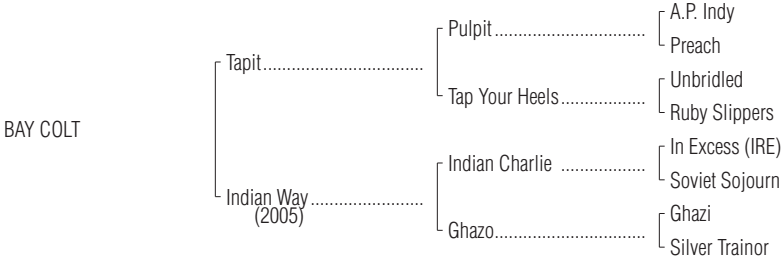 A.P. Indy
Pulpit..................................
Preach
Tapit....................................
Unbridled
Tap Your Heels...................
Ruby Slippers
BAY COLT
In Excess (IRE)
Indian Charlie ...................
Soviet Sojourn
Indian Way.........................
(2005)
Ghazi
Ghazo..................................
Silver Trainor